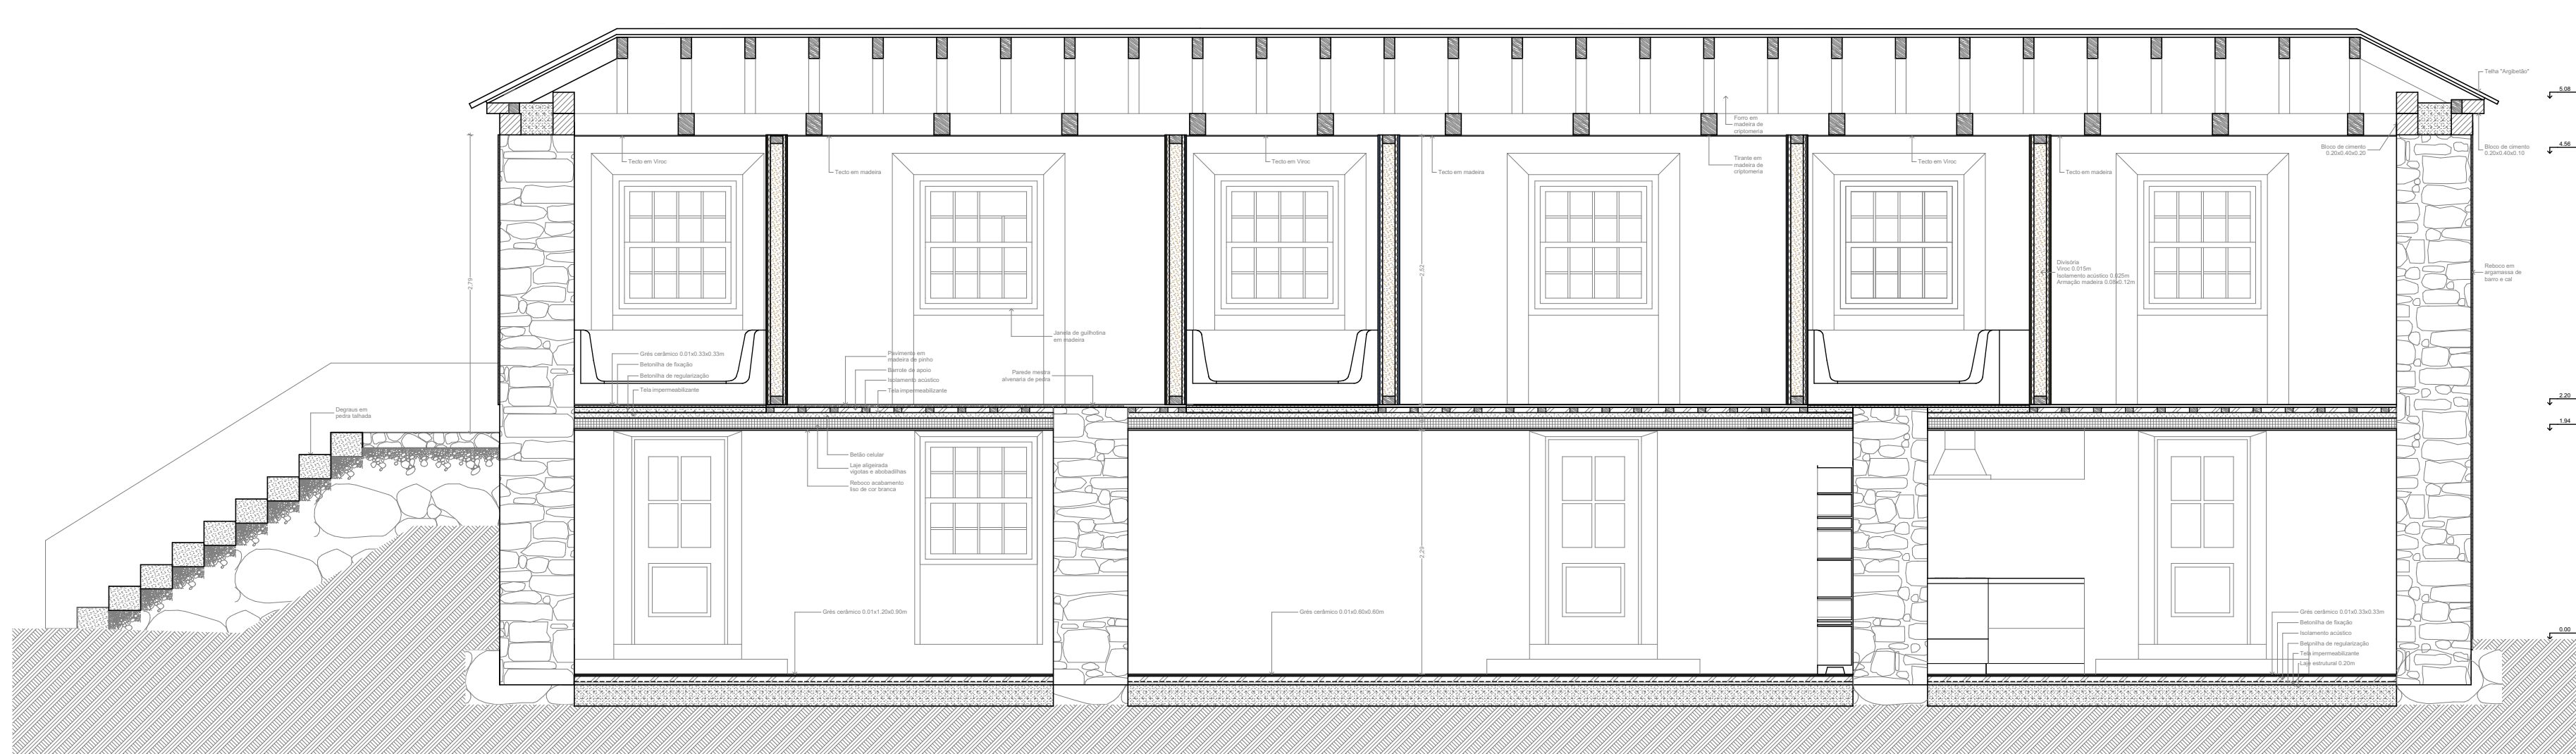 Telha "Argibetão"
5.08
Forro em
madeira de
criptomeria
Tecto em Viroc
Tecto em madeira
Tecto em Viroc
Tecto em madeira
Tirante em
madeira de
criptomeria
Tecto em Viroc
Tecto em madeira
Bloco de cimento
0.20x0.40x0.20
Bloco de cimento
0.20x0.40x0.10
4.56
2.52
Divisória
Viroc 0.015m
Isolamento acústico 0.025m
Armação madeira 0.08x0.12m
Reboco em
argamassa de
barro e cal
Janela de guilhotina
em madeira
Grés cerâmico 0.01x0.33x0.33m
Betonilha de fixação
Betonilha de regularização
Tela impermeabilizante
Pavimento em
madeira de pinho
Barrote de apoio
Isolamento acústico
Tela impermeabilizante
Parede mestra
alvenaria de pedra
2.20
1.94
Degraus em
pedra talhada
Betão celular
Laje aligeirada
vigotas e abobadilhas
Reboco acabamento
liso de cor branca
Grés cerâmico 0.01x1.20x0.90m
Grés cerâmico 0.01x0.60x0.60m
Grés cerâmico 0.01x0.33x0.33m
Betonilha de fixação
Isolamento acústico
Betonilha de regularização
Tela impermeabilizante
Laje estrutural 0.20m
0.00